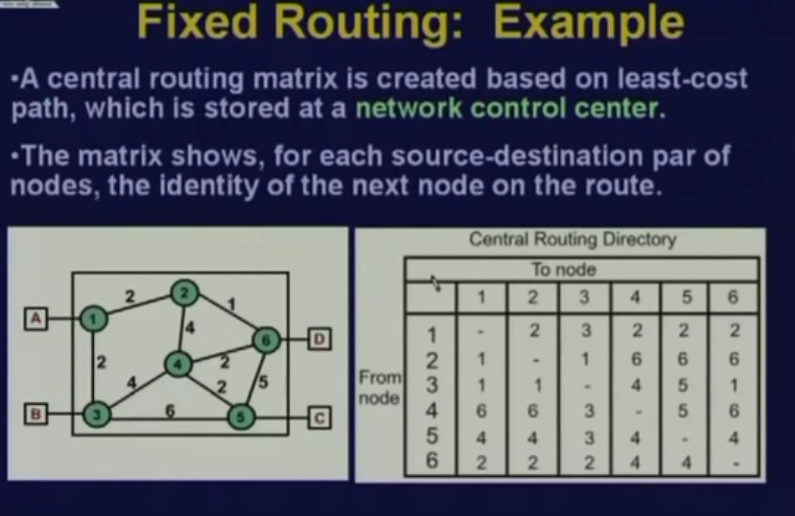 Fixed Routing: Example
•A central routing matrix is created based on least-cost
path, which is stored at a network control center.
•The matrix shows, for each source-destination par of
nodes, the identity of the next node on the route.
A
B
D
C
1
2
3
4
5
6
2
1
4
2
2
4
2
5
6
Central Routing Directory
To node
1 2 3 4 5 6
From
node
1 - 2 3 2 2 2
2 1 - 1 6 6 6
3 1 1 - 4 5 1
4 6 6 3 - 5 6
5 4 4 3 4 - 4
6 2 2 2 4 4 -